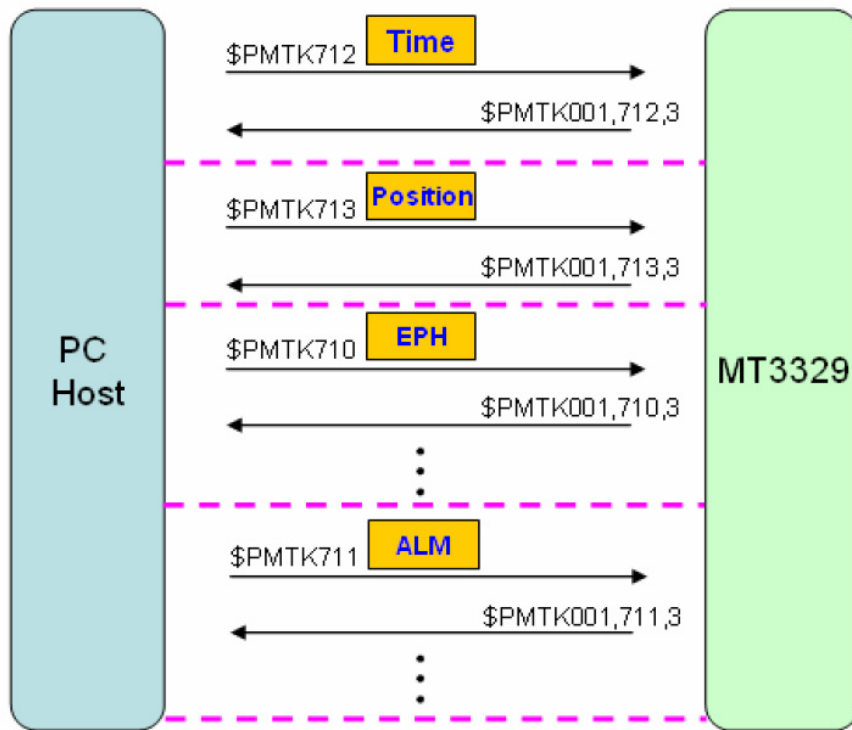 Time
$PMTK712
$PMTK001,712,3
Position
$PMTK713
$PMTK001,713,3
EPH
$PMTK710
$PMTK001,710,3
PC
Host
MT3329
ALM
$PMTK711
$PMTK001,711,3